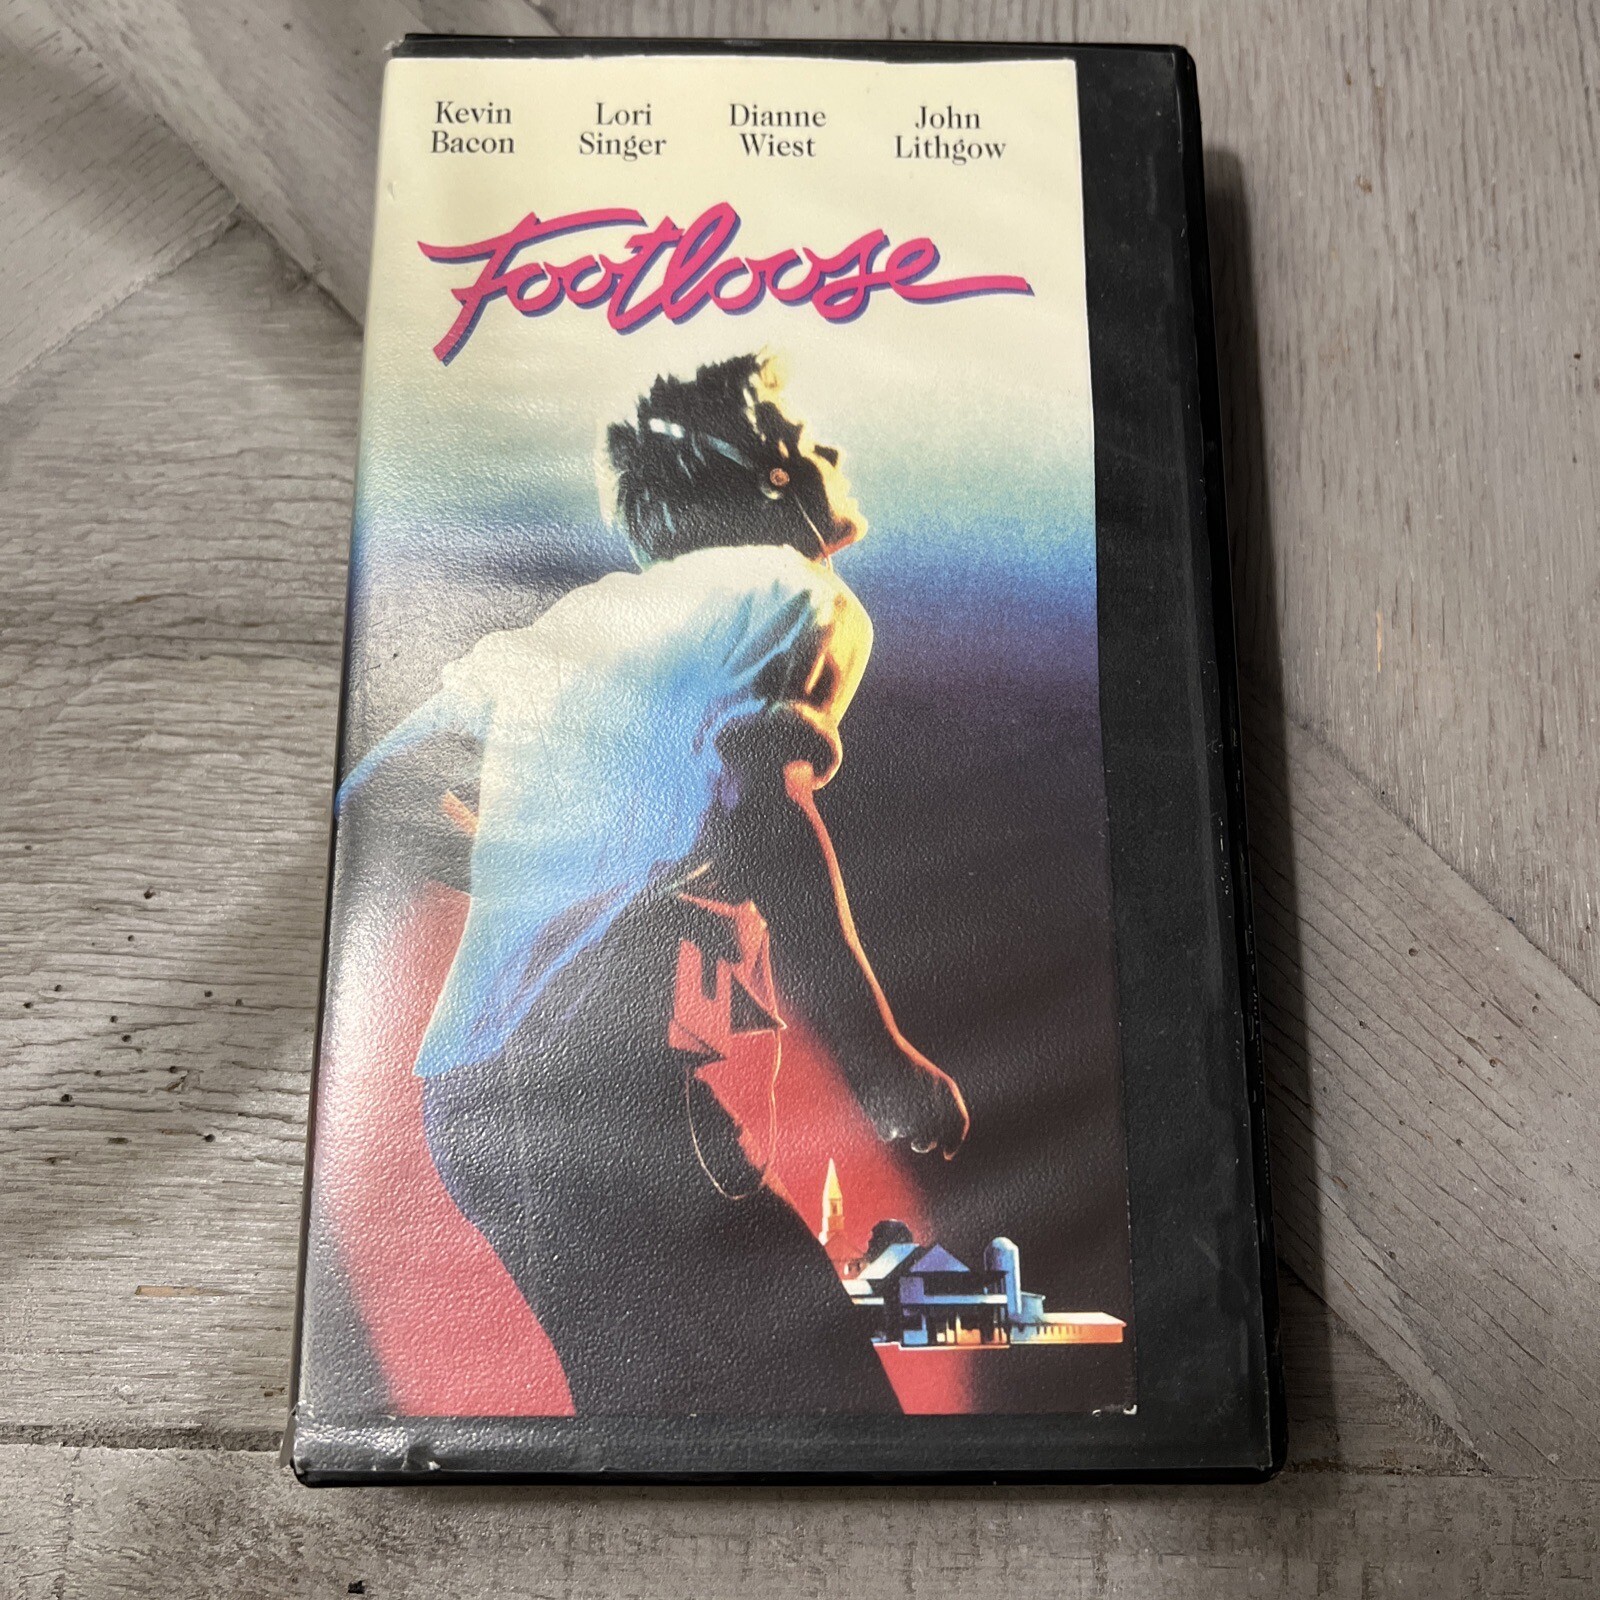 Kevin Lori Dianne John
Bacon Singer Wiest Lithgow
Footloose